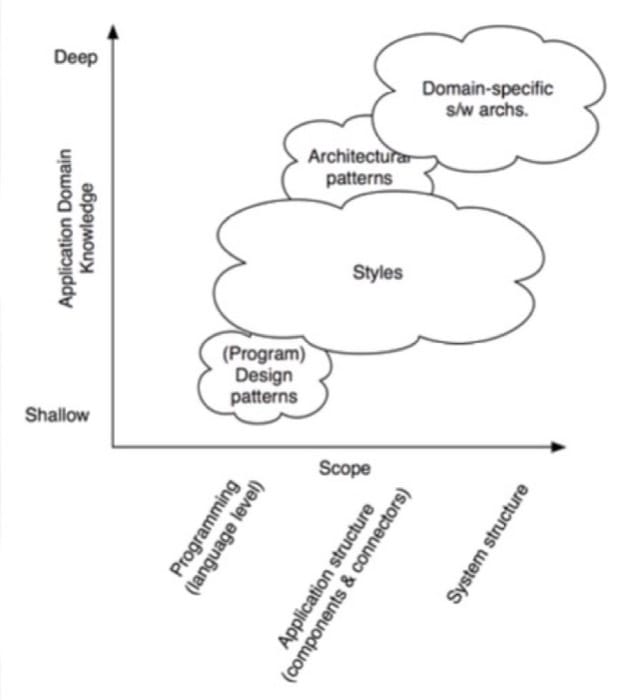 Deep
Domain-specific
s/w archs.
Architectural
patterns
Application Domain
Knowledge
Styles
(Program)
Design
patterns
Shallow
Scope
Programming
(language level)
Application structure
(components & connectors)
System structure